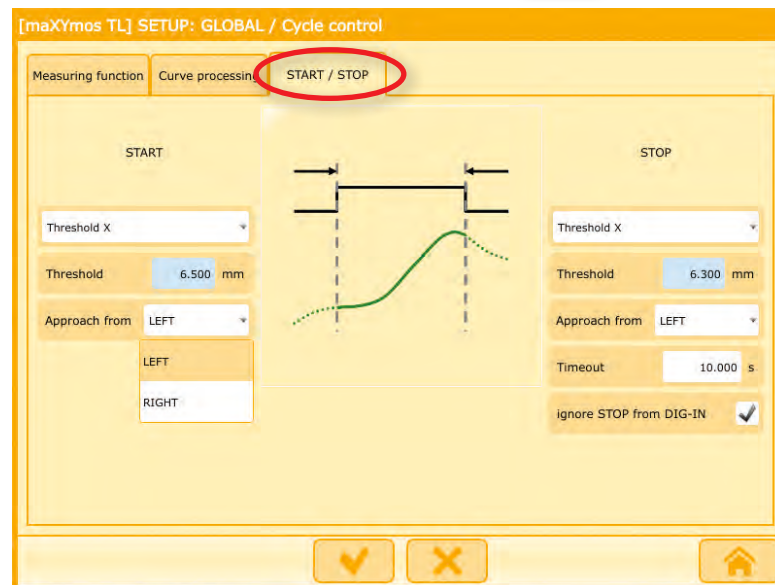 [maXYmos TL] SETUP: GLOBAL / Cycle control
Measuring function
Curve processing
START / STOP
START
Threshold X
Threshold 6.500 mm
Approach from LEFT
LEFT
RIGHT
STOP
Threshold X
Threshold 6.300 mm
Approach from LEFT
Timeout 10.000 s
ignore STOP from DIG-IN